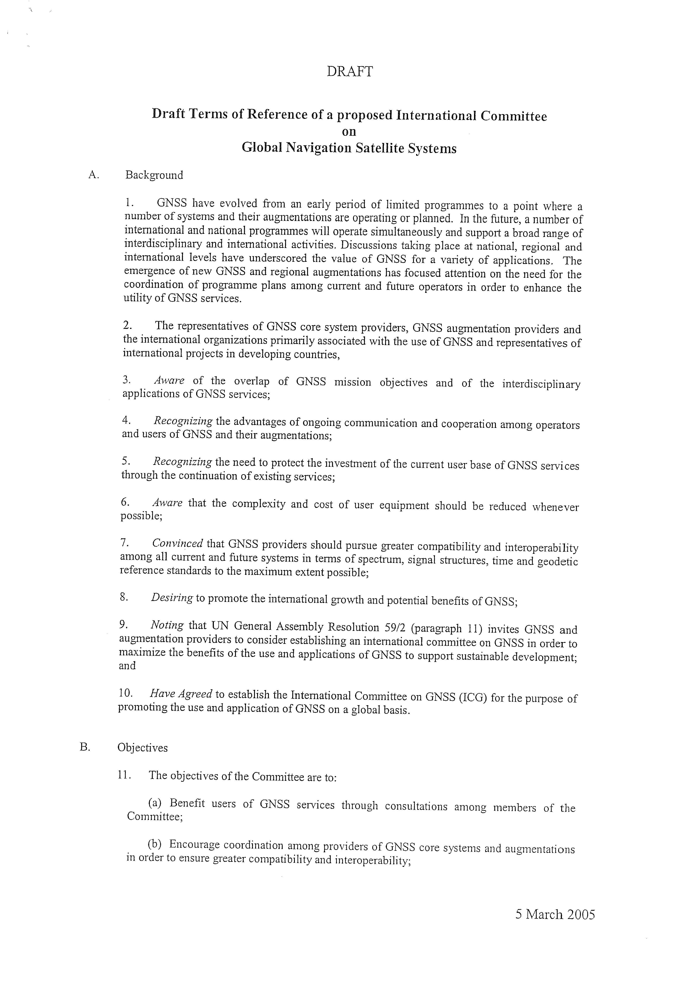 DRAFT
Draft Terms of Reference of a proposed International Committee
on
Global Navigation Satellite Systems
A. Background
1. GNSS have evolved from an early period of limited programmes to a point where a
number of systems and their augmentations are operating or planned. In the future, a number of
international and national programmes will operate simultaneously and support a broad range of
interdisciplinary and international activities. Discussions taking place at national, regional and
international levels have underscored the value of GNSS for a variety of applications. The
emergence of new GNSS and regional augmentations has focused attention on the need for the
coordination of programme plans among current and future operators in order to enhance the
utility of GNSS services.
2. The representatives of GNSS core system providers, GNSS augmentation providers and
the international organizations primarily associated with the use of GNSS and representatives of
international projects in developing countries,
3. Aware of the overlap of GNSS mission objectives and of the interdisciplinary
applications of GNSS services;
4. Recognizing the advantages of ongoing communication and cooperation among operators
and users of GNSS and their augmentations;
5. Recognizing the need to protect the investment of the current user base of GNSS services
through the continuation of existing services;
6. Aware that the complexity and cost of user equipment should be reduced whenever
possible;
7. Convinced that GNSS providers should pursue greater compatibility and interoperability
among all current and future systems in terms of spectrum, signal structures, time and geodetic
reference standards to the maximum extent possible;
8. Desiring to promote the international growth and potential benefits of GNSS;
9. Noting that UN General Assembly Resolution 59/2 (paragraph 11) invites GNSS and
augmentation providers to consider establishing an international committee on GNSS in order to
maximize the benefits of the use and applications of GNSS to support sustainable development;
and
10. Have Agreed to establish the International Committee on GNSS (ICG) for the purpose of
promoting the use and application of GNSS on a global basis.
B. Objectives
11. The objectives of the Committee are to:
(a) Benefit users of GNSS services through consultations among members of the
Committee;
(b) Encourage coordination among providers of GNSS core systems and augmentations
in order to ensure greater compatibility and interoperability;
5 March 2005